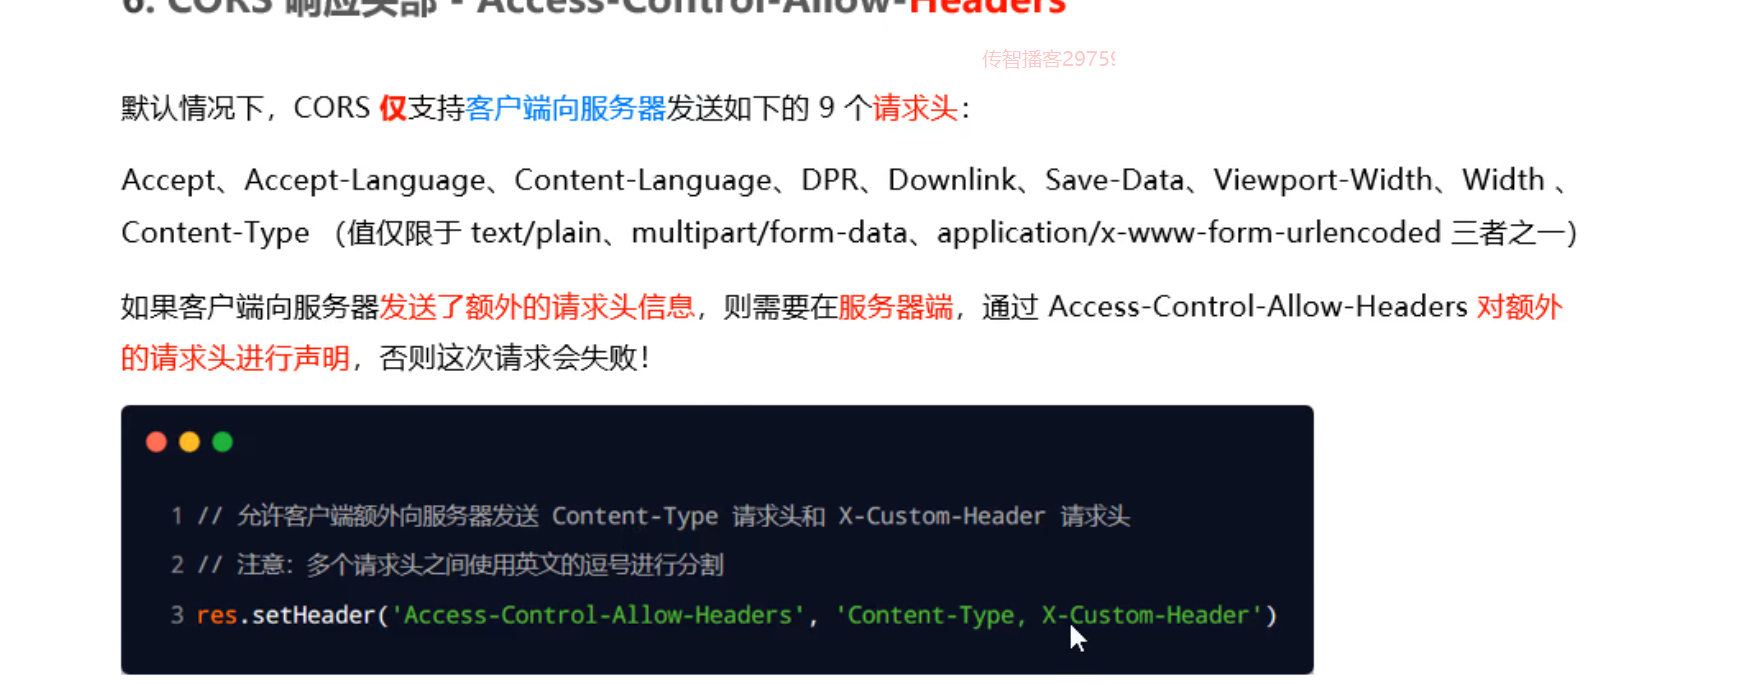 6. CORS 响应头部 - Access-Control-Allow-Headers
传智播客29759
默认情况下，CORS 仅支持客户端向服务器发送如下的 9 个请求头：
Accept、Accept-Language、Content-Language、DPR、Downlink、Save-Data、Viewport-Width、Width 、
Content-Type （值仅限于 text/plain、multipart/form-data、application/x-www-form-urlencoded 三者之一）
如果客户端向服务器发送了额外的请求头信息，则需要在服务器端，通过 Access-Control-Allow-Headers 对额外
的请求头进行声明，否则这次请求会失败！
1 // 允许客户端额外向服务器发送 Content-Type 请求头和 X-Custom-Header 请求头
2 // 注意：多个请求头之间使用英文的逗号进行分割
3 res.setHeader('Access-Control-Allow-Headers', 'Content-Type, X-Custom-Header')